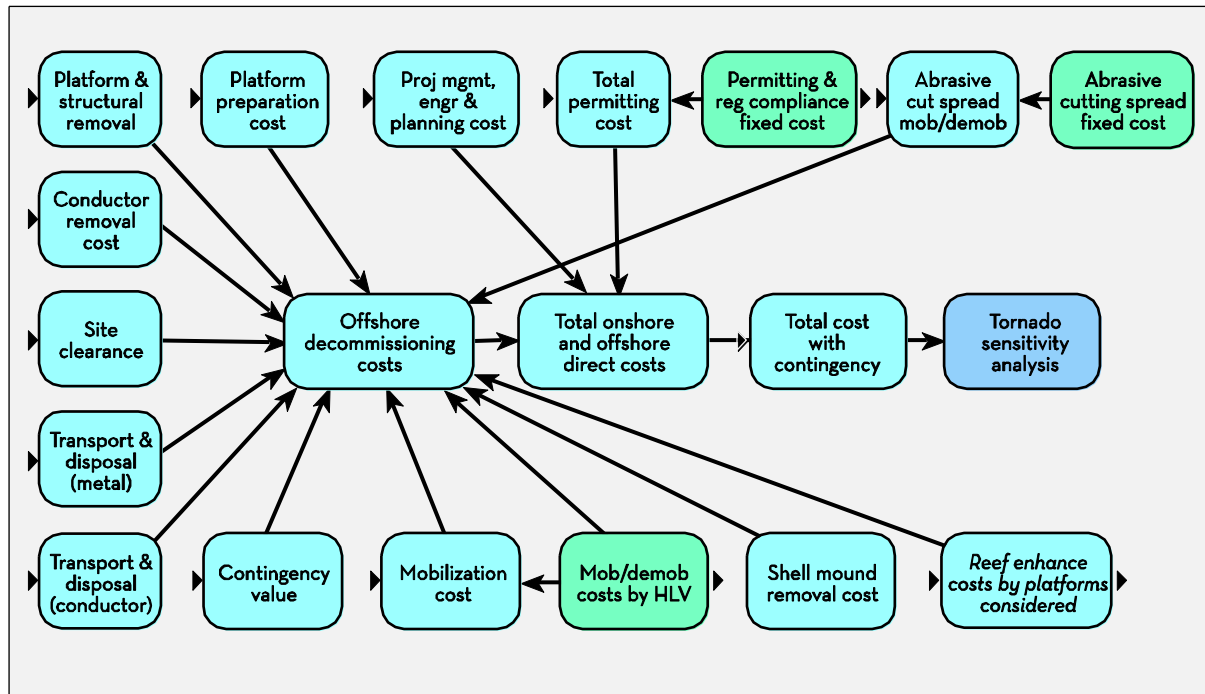 Platform &
structural
removal
Platform
preparation
cost
Proj mgmt,
engr &
planning cost
Total
permitting
cost
Permitting &
reg compliance
fixed cost
Abrasive
cut spread
mob/demob
Abrasive
cutting spread
fixed cost
Conductor
removal
cost
Site
clearance
Offshore
decommissioning
costs
Total onshore
and offshore
direct costs
Total cost
with
contingency
Tornado
sensitivity
analysis
Transport &
disposal
(metal)
Transport &
disposal
(conductor)
Contingency
value
Mobilization
cost
Mob/demob
costs by HLV
Shell mound
removal cost
Reef enhance
costs by platforms
considered